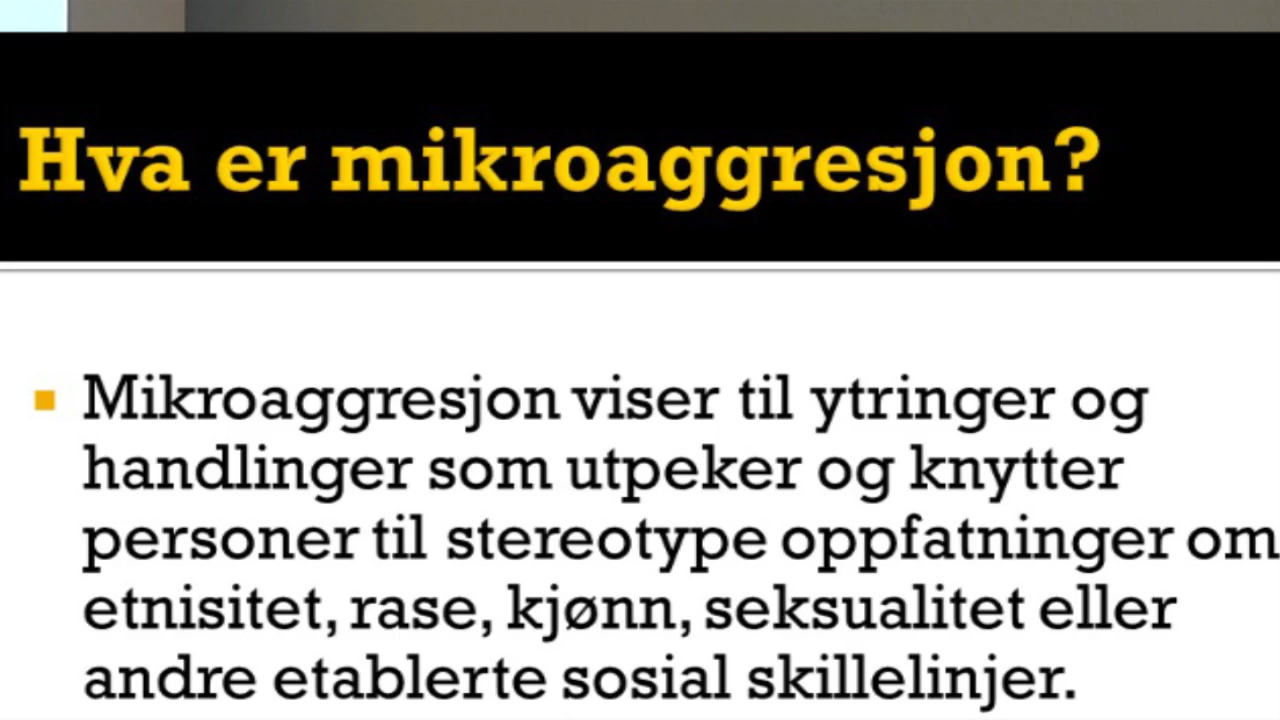 Hva er mikroaggresjon?
Mikroaggresjon viser til ytringer og
handlinger som utpeker og knytter
personer til stereotype oppfatninger om
etnisitet, rase, kjønn, seksualitet eller
andre etablerte sosial skillelinjer.